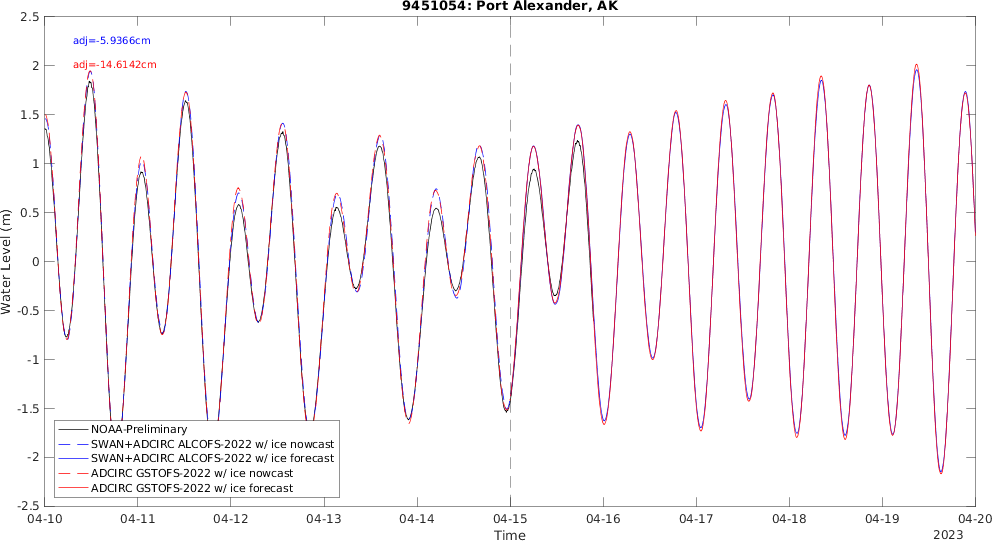 9451054: Port Alexander, AK
adj=-5.9366cm
adj=-14.6142cm
Water Level (m)
2.5
2
1.5
1
0.5
0
-0.5
-1
-1.5
-2
-2.5
NOAA-Preliminary
SWAN+ADCIRC ALCOFS-2022 w/ ice nowcast
SWAN+ADCIRC ALCOFS-2022 w/ ice forecast
ADCIRC GSTOFS-2022 w/ ice nowcast
ADCIRC GSTOFS-2022 w/ ice forecast
04-10 04-11 04-12 04-13 04-14 04-15 04-16 04-17 04-18 04-19 04-20
Time
2023